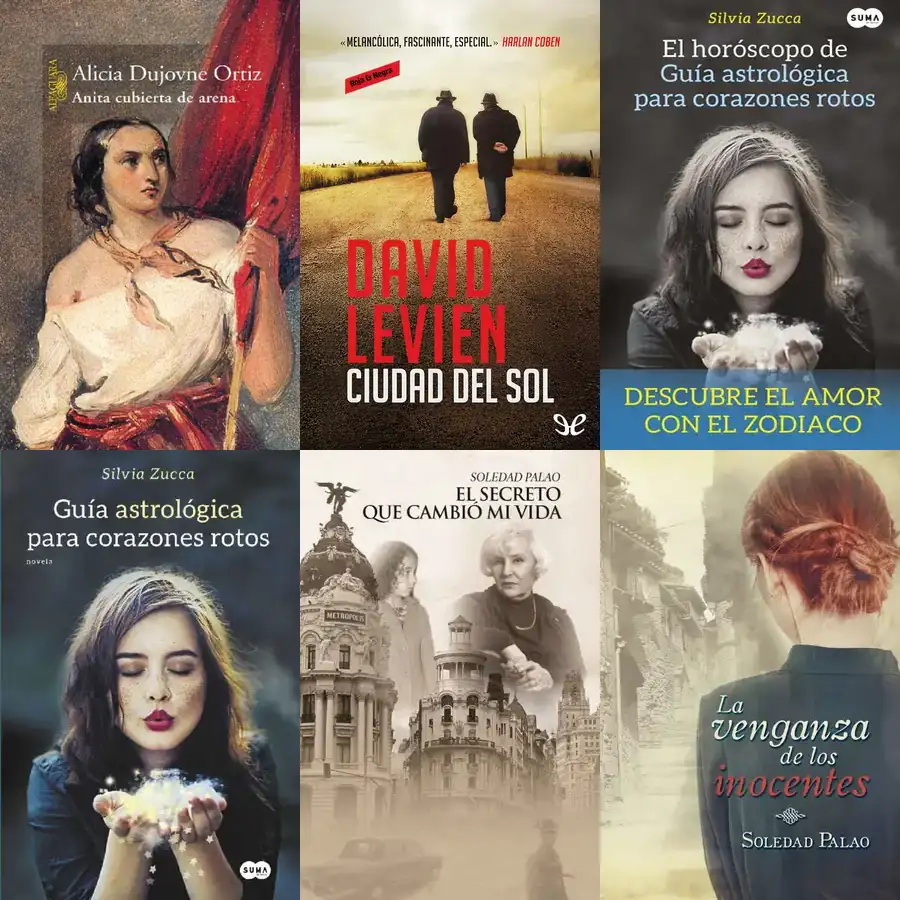 ALFAGUARA
Alicia Dujovne Ortiz
Anita cubierta de arena
«MELANCÓLICA, FASCINANTE, ESPECIAL.» HARLAN COBEN
Roja & Negra
DAVID
LEVIEN
CIUDAD DEL SOL
Silvia Zucca
SUMA
El horóscopo de
Guía astrológica
para corazones rotos
DESCUBRE EL AMOR
CON EL ZODIACO
Silvia Zucca
Guía astrológica
para corazones rotos
novela
SUMA
SOLEDAD PALAO
EL SECRETO
QUE CAMBIÓ MI VIDA
METROPOLIS
La
venganza
de los
inocentes
SOLEDAD PALAO